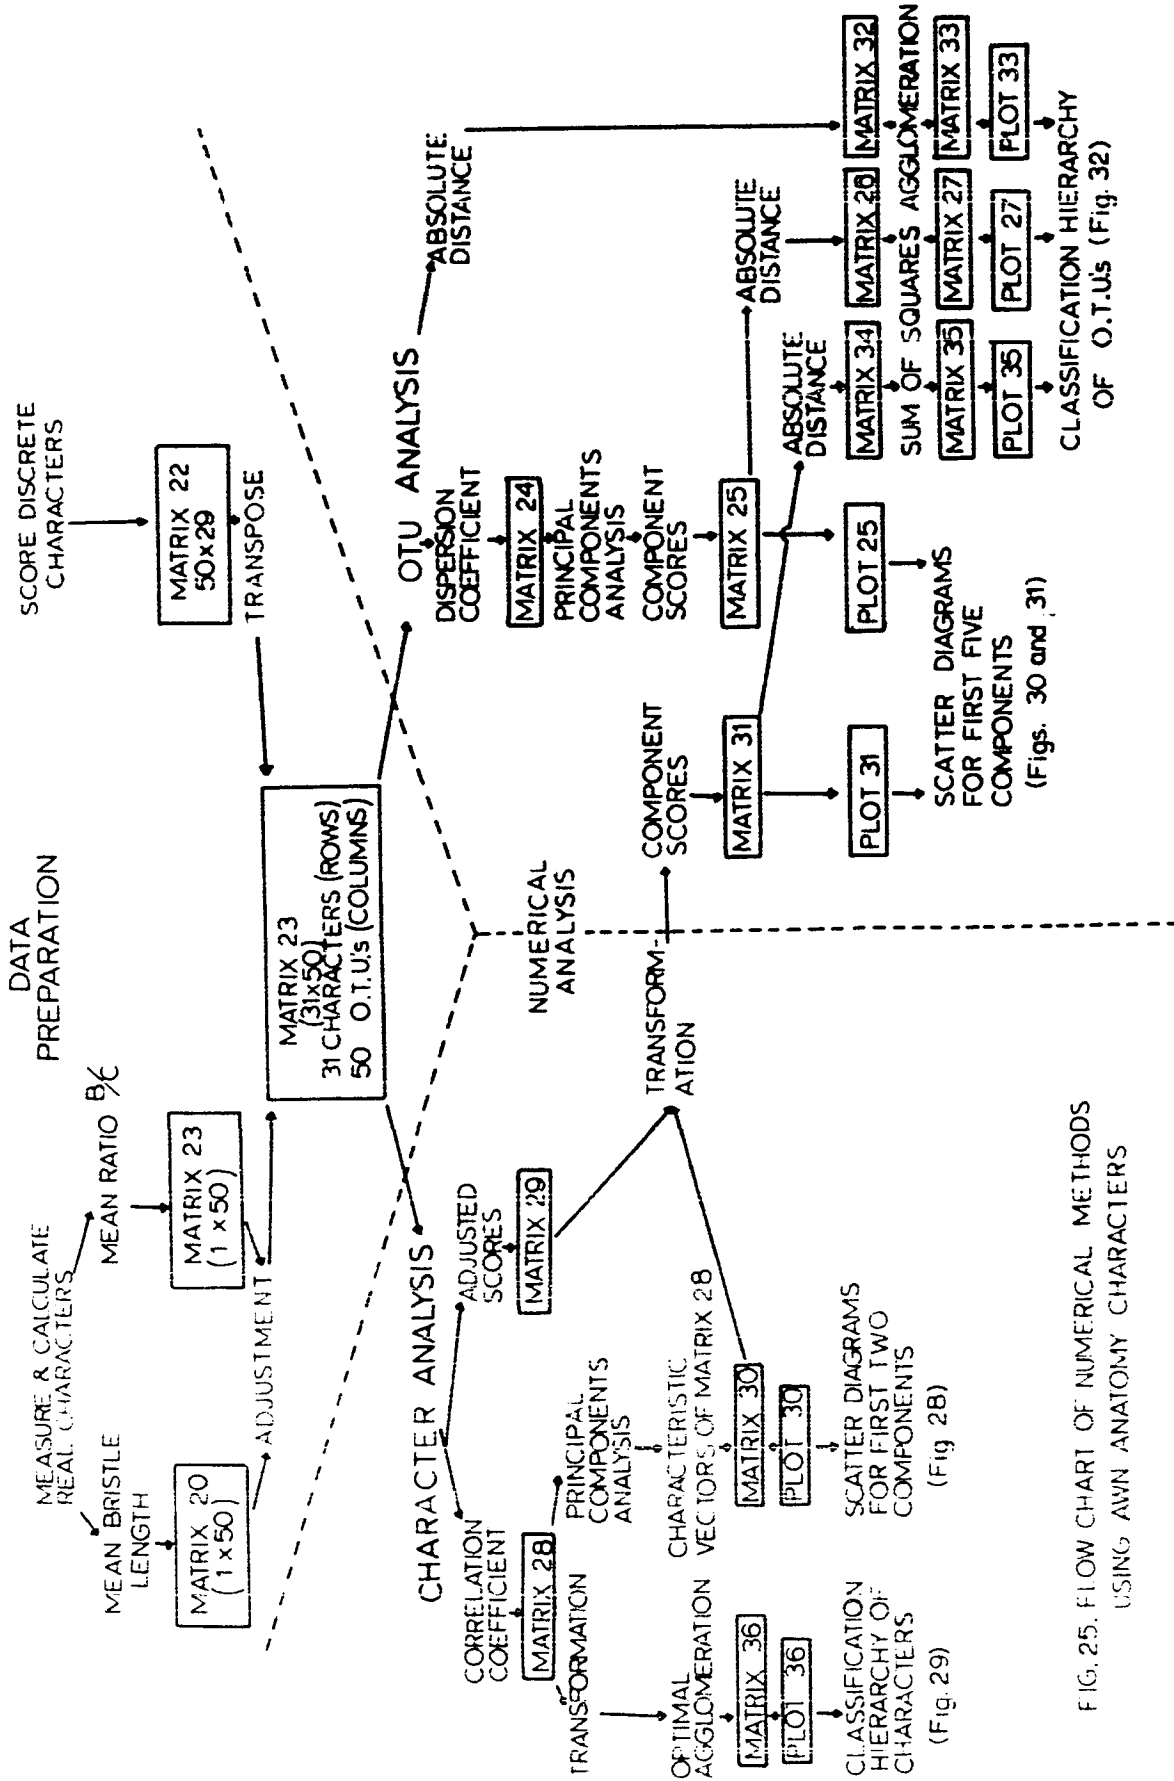 DATA
PREPARATION
MEASURE & CALCULATE
REAL CHARACTERS
MEAN BRISTLE
LENGTH
MATRIX 20
(1 x 50)
MEAN RATIO B/C
MATRIX 23
(1 x 50)
ADJUSTMENT
SCORE DISCRETE
CHARACTERS
MATRIX 22
50x29
TRANSPOSE
MATRIX 23
(31x50)
31 CHARACTERS (ROWS)
50 O.T.U.'s (COLUMNS)
NUMERICAL
ANALYSIS
CHARACTER ANALYSIS
CORRELATION
COEFFICIENT
MATRIX 28
TRANSFORMATION
OPTIMAL
AGGLOMERATION
MATRIX 36
PLOT 36
CLASSIFICATION
HIERARCHY OF
CHARACTERS
(Fig. 29)
PRINCIPAL
COMPONENTS
ANALYSIS
CHARACTERISTIC
VECTORS OF MATRIX 28
MATRIX 30
PLOT 30
SCATTER DIAGRAMS
FOR FIRST TWO
COMPONENTS
(Fig 28)
ADJUSTED
SCORES
MATRIX 29
TRANSFORM-
ATION
COMPONENT
SCORES
MATRIX 31
PLOT 31
OTU ANALYSIS
DISPERSION
COEFFICIENT
MATRIX 24
PRINCIPAL
COMPONENTS
ANALYSIS
COMPONENT
SCORES
MATRIX 25
PLOT 25
SCATTER DIAGRAMS
FOR FIRST FIVE
COMPONENTS
(Figs. 30 and 31)
ABSOLUTE
DISTANCE
ABSOLUTE
DISTANCE
ABSOLUTE
DISTANCE
MATRIX 34
MATRIX 26
MATRIX 32
SUM OF SQUARES AGGLOMERATION
MATRIX 35
MATRIX 27
MATRIX 33
PLOT 35
PLOT 27
PLOT 33
CLASSIFICATION HIERARCHY
OF O.T.U.'s (Fig. 32)
FIG. 25. FLOW CHART OF NUMERICAL METHODS
USING AWN ANATOMY CHARACTERS